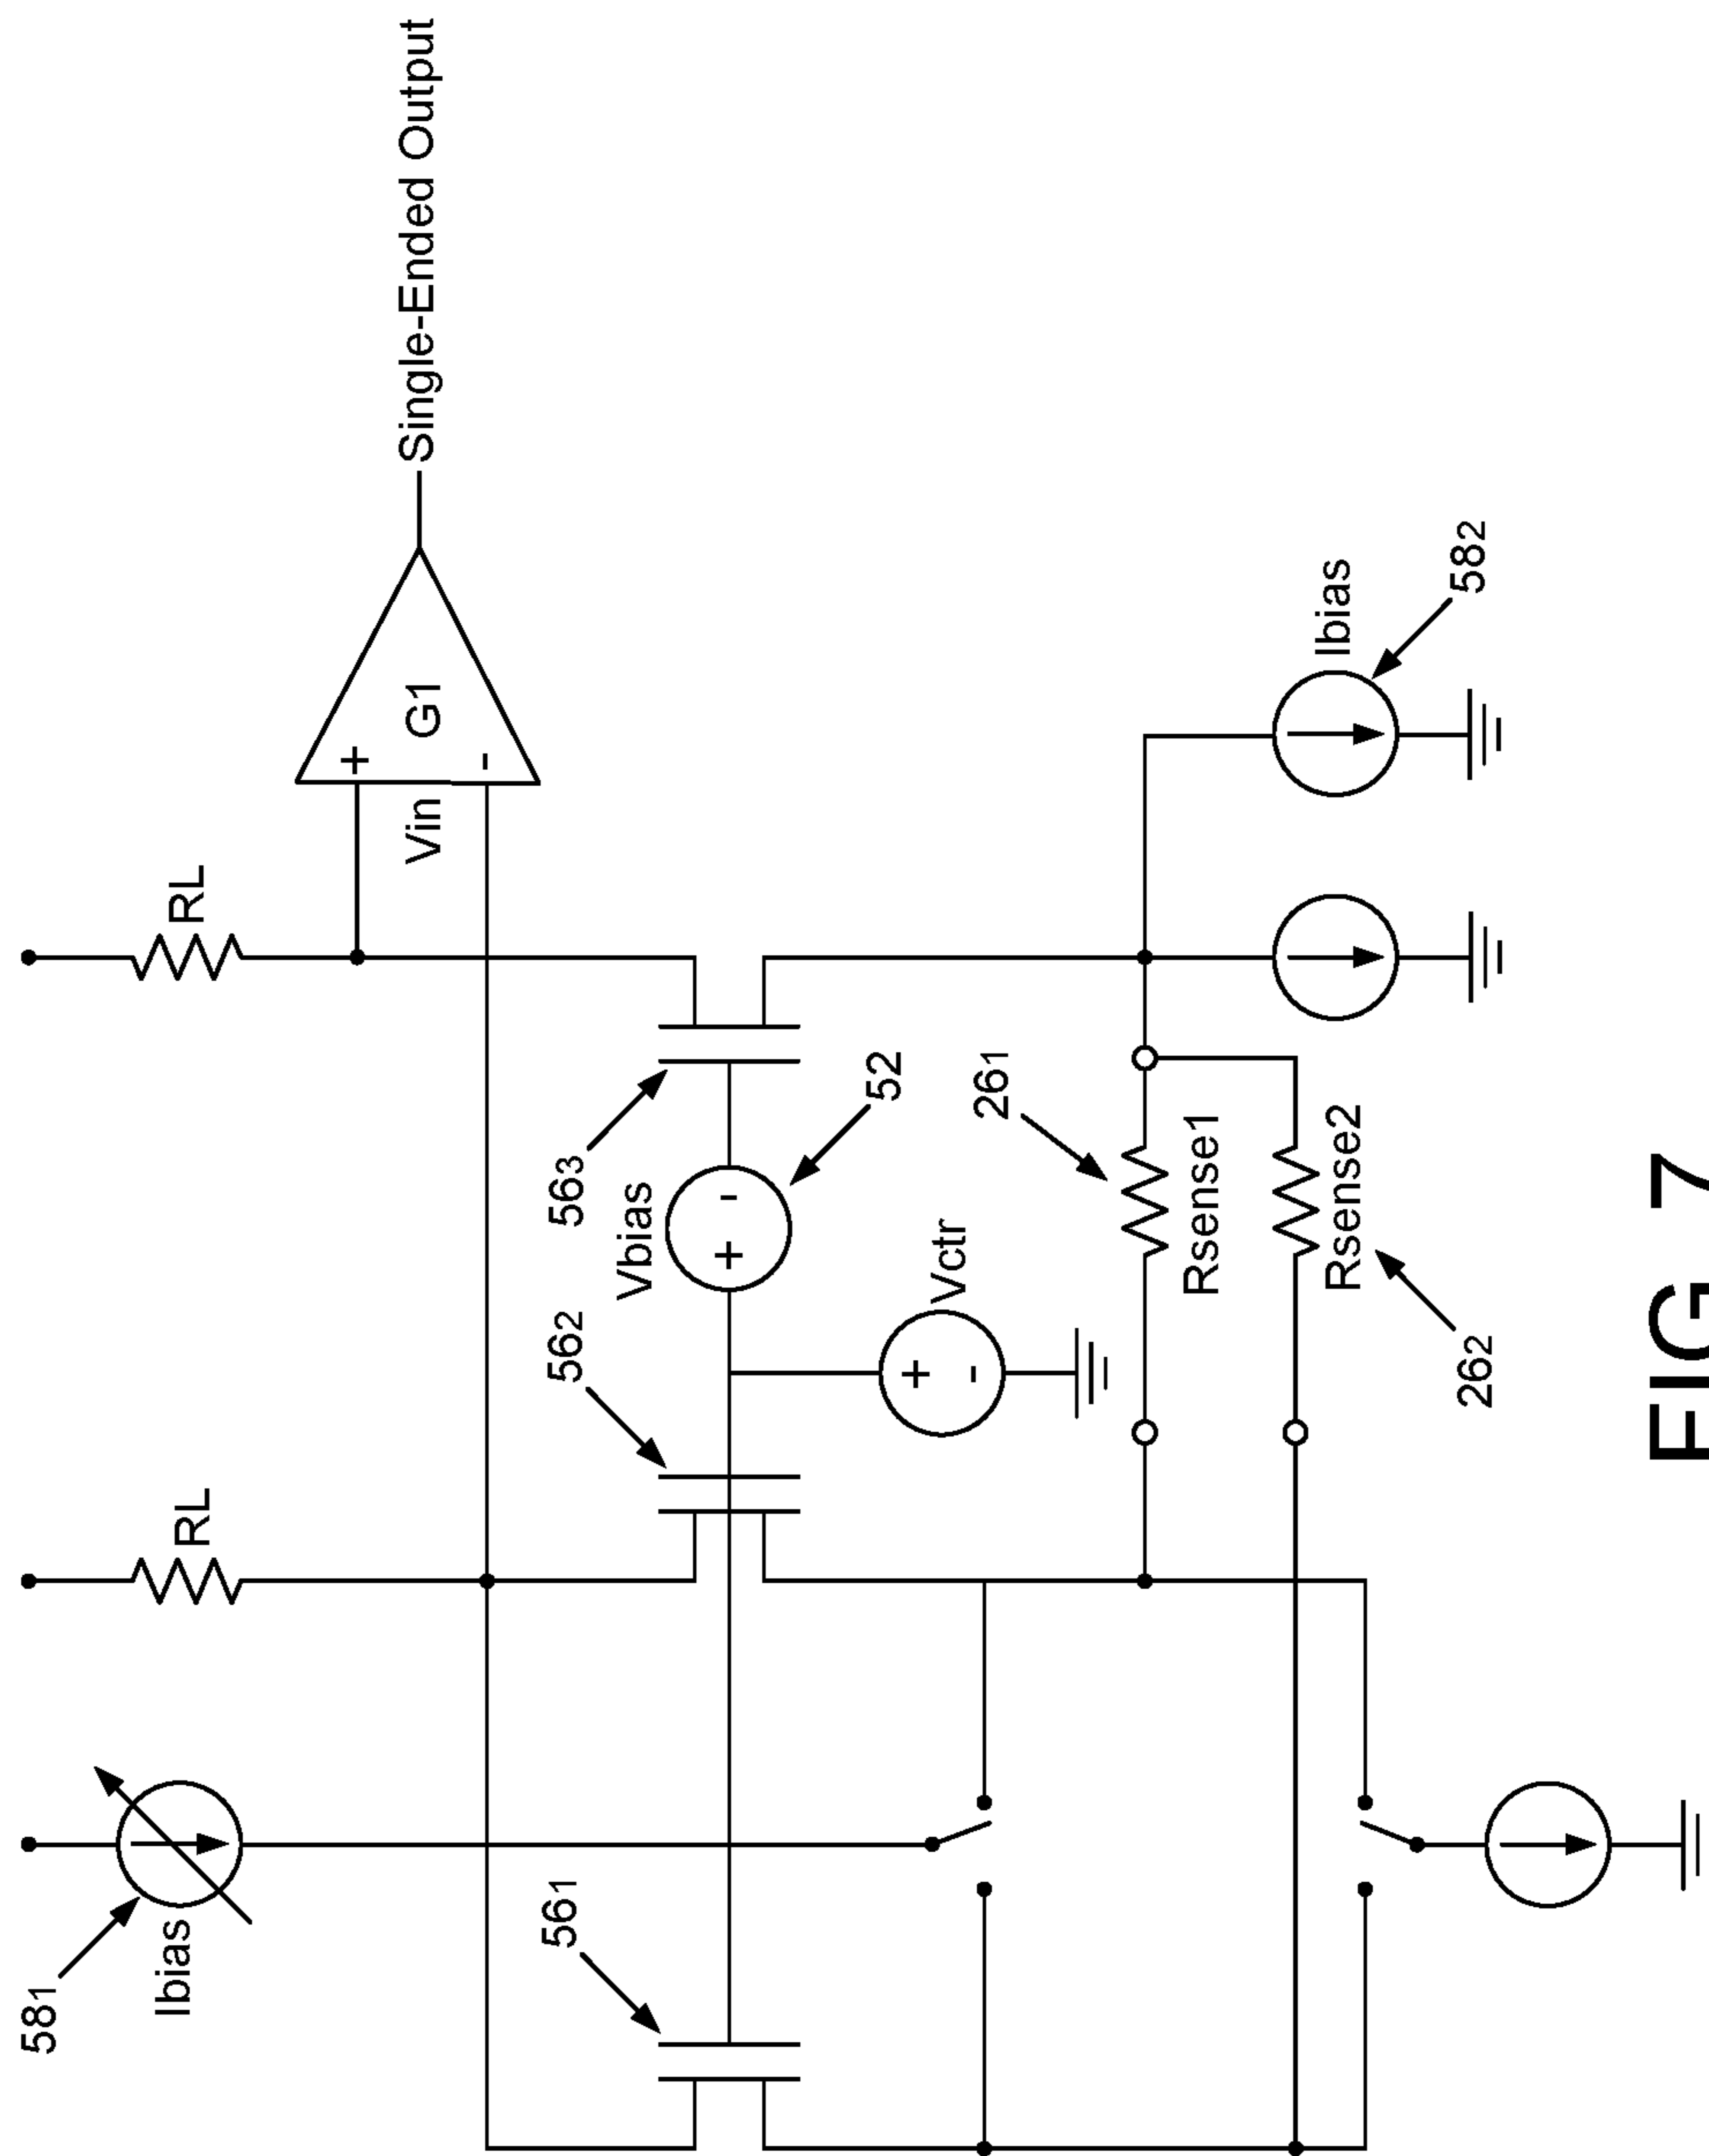 58₁
Ibias
RL
RL
+
Vin
G1
-
Single-Ended Output
56₁
56₂
56₃
Vbias
+ -
52
+
Vctr
-
26₁
Rsense1
Rsense2
Ibias
26₂
58₂
FIG 7